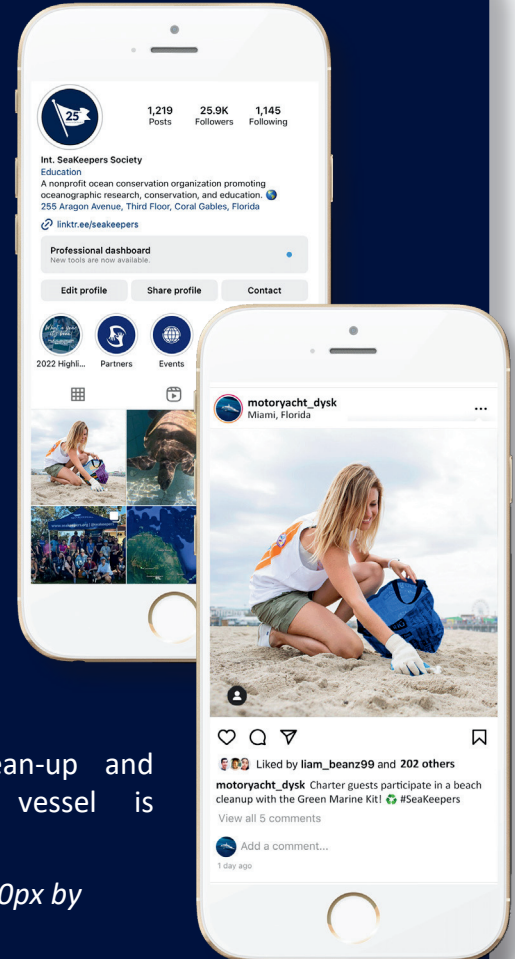 25
1,219 25.9K 1,145
Posts Followers Following
Int. SeaKeepers Society
Education
A nonprofit ocean conservation organization promoting
oceanographic research, conservation, and education.
255 Aragon Avenue, Third Floor, Coral Gables, Florida
linktr.ee/seakeepers
Professional dashboard
New tools are now available.
Edit profile Share profile Contact
2022 Highli... Partners Events
motoryacht_dysk
Miami, Florida
Liked by liam_beanz99 and 202 others
motoryacht_dysk Charter guests participate in a beach
cleanup with the Green Marine Kit! ♻️ #SeaKeepers
View all 5 comments
Add a comment...
1 day ago
ean-up and
vessel is
0px by